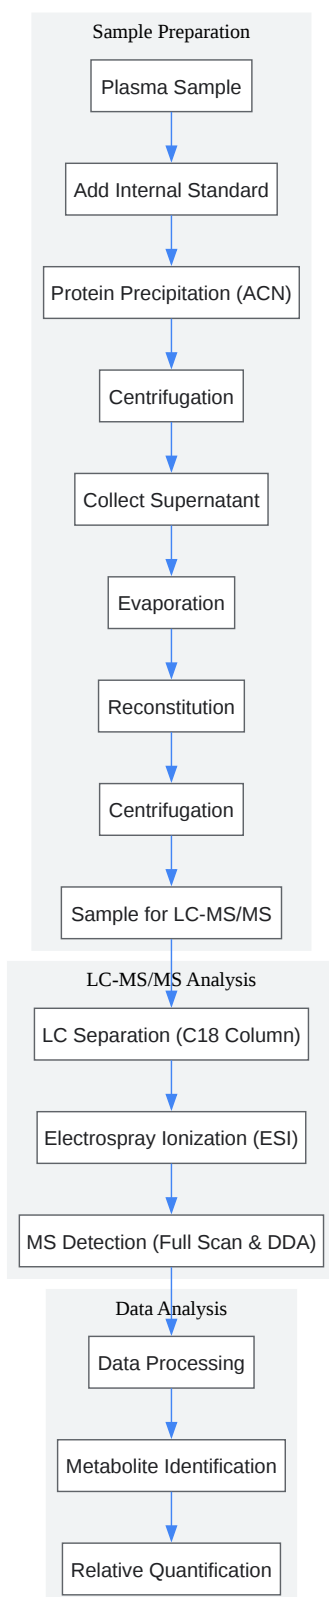 Sample Preparation
Plasma Sample
Add Internal Standard
Protein Precipitation (ACN)
Centrifugation
Collect Supernatant
Evaporation
Reconstitution
Centrifugation
Sample for LC-MS/MS
LC-MS/MS Analysis
LC Separation (C18 Column)
Electrospray Ionization (ESI)
MS Detection (Full Scan & DDA)
Data Analysis
Data Processing
Metabolite Identification
Relative Quantification